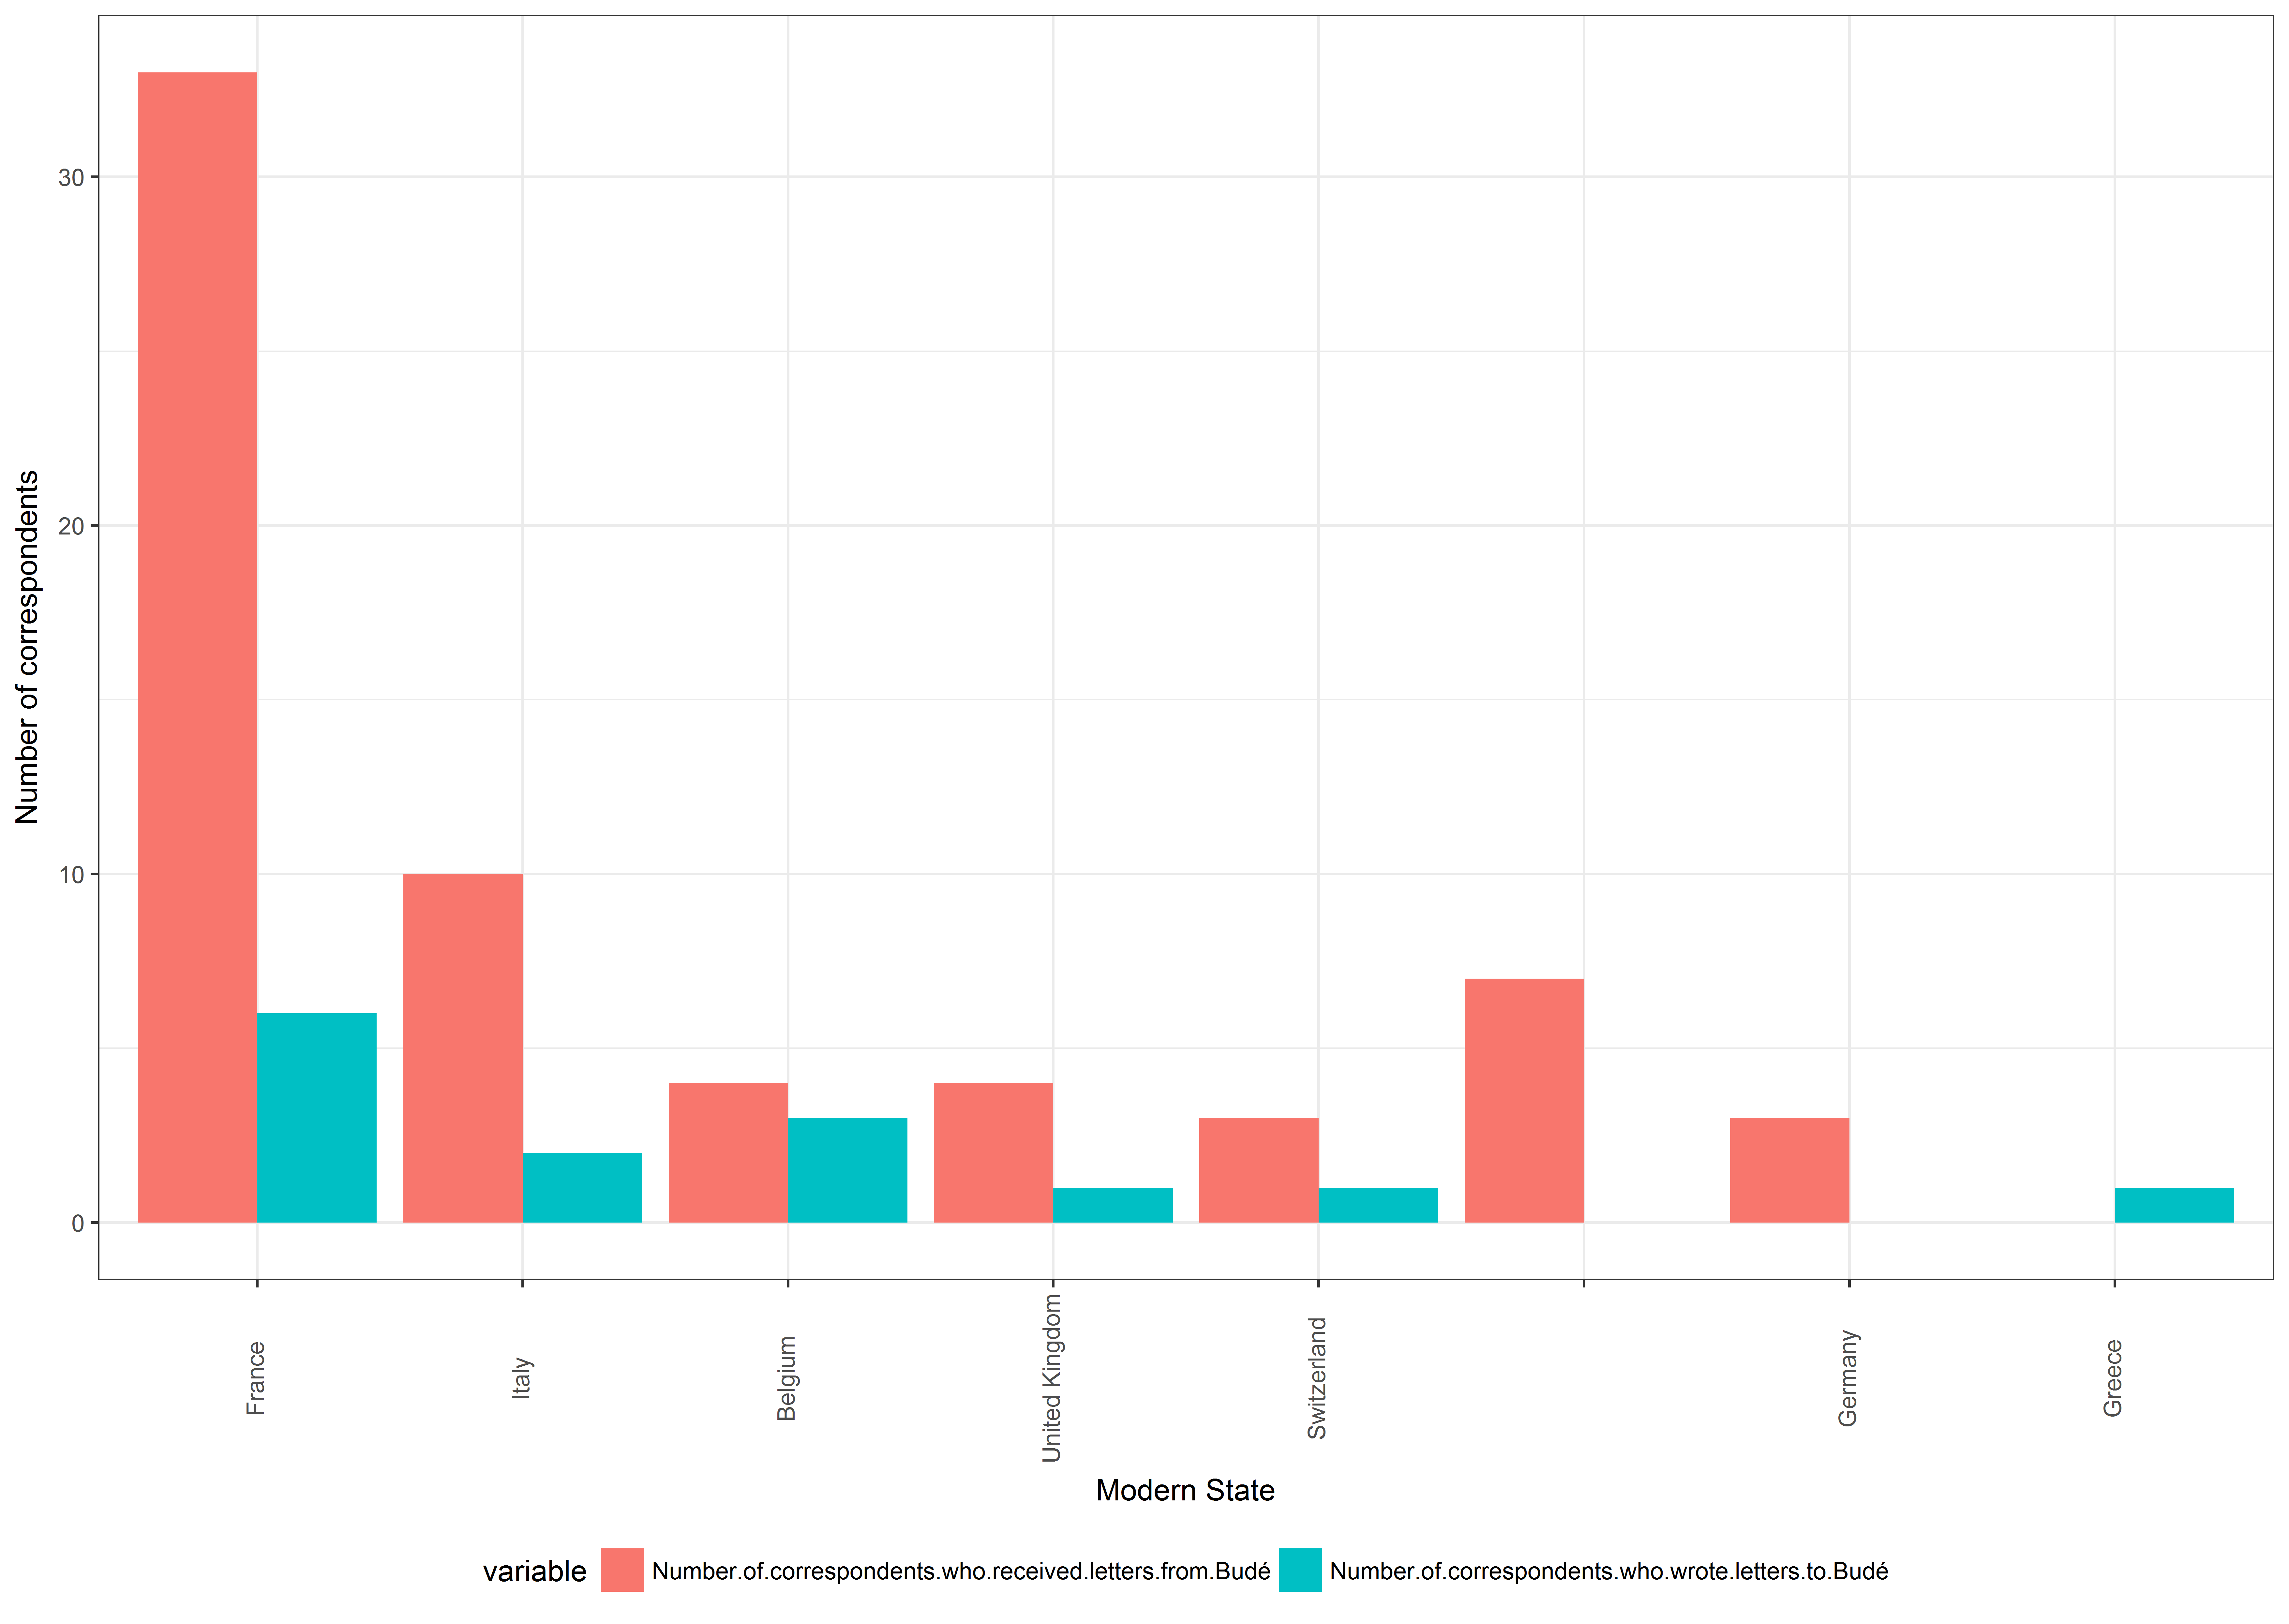 Number of correspondents
30
20
10
0
France
Italy
Belgium
United Kingdom
Switzerland
Germany
Greece
Modern State
variable Number.of.correspondents.who.received.letters.from.Budé Number.of.correspondents.who.wrote.letters.to.Budé